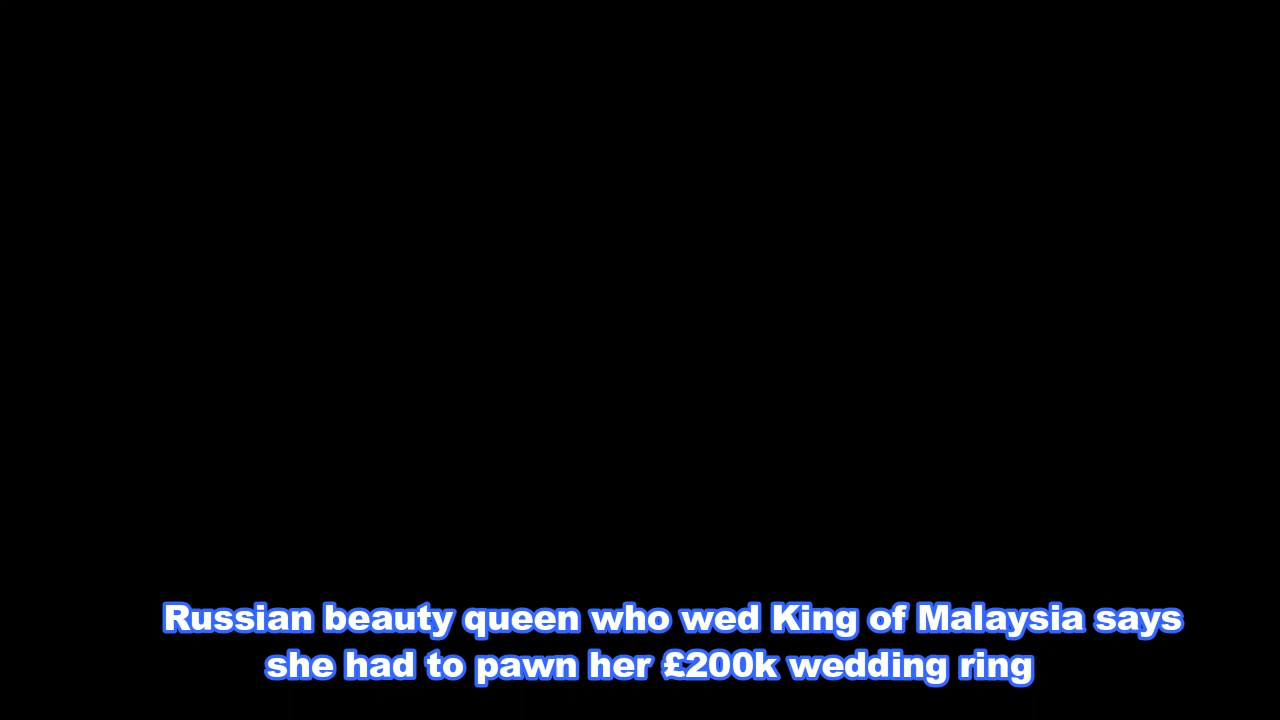 Russian beauty queen who wed King of Malaysia says
she had to pawn her £200k wedding ring